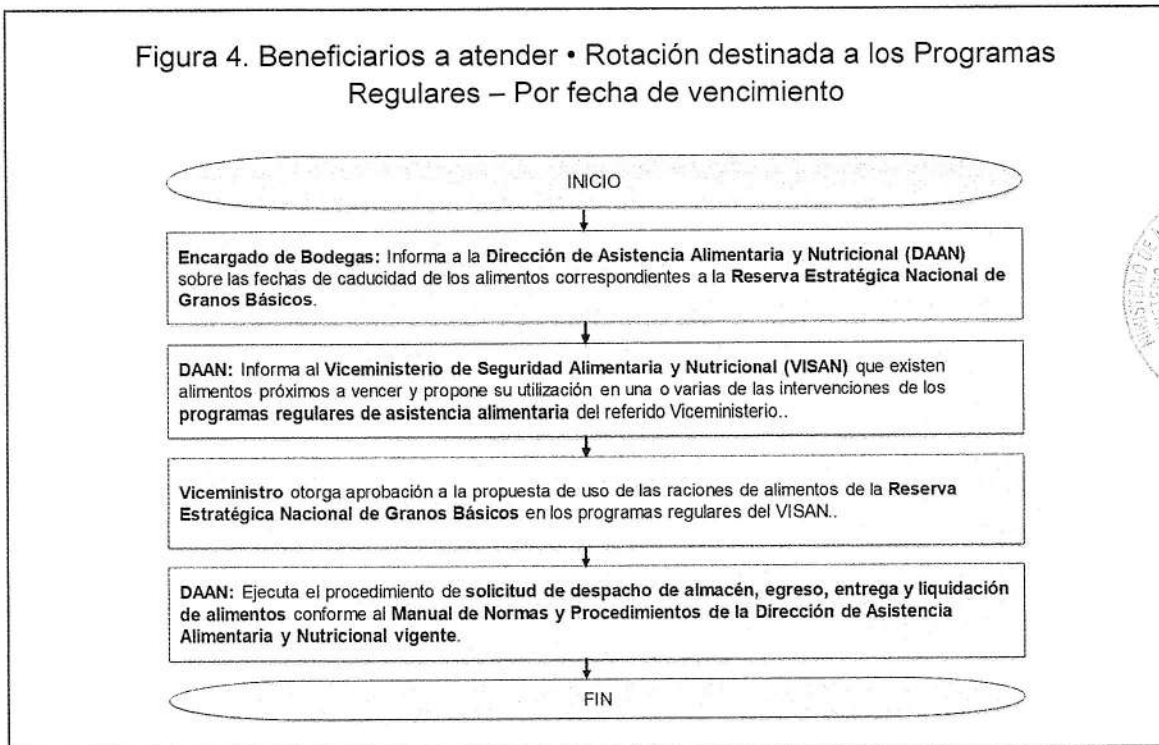 Figura 4. Beneficiarios a atender • Rotación destinada a los Programas
Regulares – Por fecha de vencimiento
INICIO
Encargado de Bodegas: Informa a la Dirección de Asistencia Alimentaria y Nutricional (DAAN)
sobre las fechas de caducidad de los alimentos correspondientes a la Reserva Estratégica Nacional de
Granos Básicos.
DAAN: Informa al Viceministerio de Seguridad Alimentaria y Nutricional (VISAN) que existen
alimentos próximos a vencer y propone su utilización en una o varias de las intervenciones de los
programas regulares de asistencia alimentaria del referido Viceministerio..
Viceministro otorga aprobación a la propuesta de uso de las raciones de alimentos de la Reserva
Estratégica Nacional de Granos Básicos en los programas regulares del VISAN..
DAAN: Ejecuta el procedimiento de solicitud de despacho de almacén, egreso, entrega y liquidación
de alimentos conforme al Manual de Normas y Procedimientos de la Dirección de Asistencia
Alimentaria y Nutricional vigente.
FIN
MINISTERIO DE